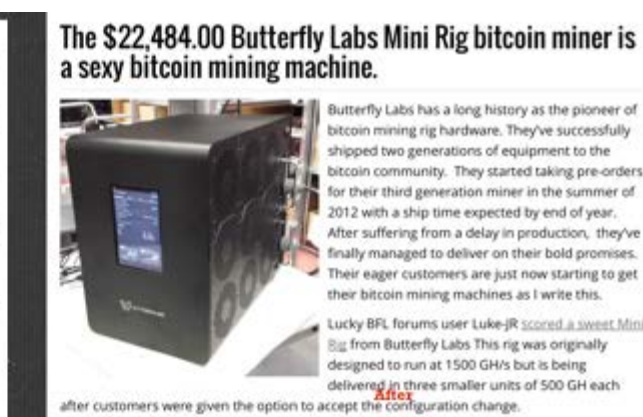 The $22,484.00 Butterfly Labs Mini Rig bitcoin miner is
a sexy bitcoin mining machine.
Butterfly Labs has a long history as the pioneer of
bitcoin mining rig hardware. They've successfully
shipped two generations of equipment to the
bitcoin community. They started taking pre-orders
for their third generation miner in the summer of
2012 with a ship time expected by end of year.
After suffering from a delay in production, they've
finally managed to deliver on their bold promises.
Their eager customers are just now starting to get
their bitcoin mining machines as I write this.
Lucky BFL forums user Luke-JR scored a sweet Mini
Rig from Butterfly Labs This rig was originally
designed to run at 1500 GH/s but is being
delivered in three smaller units of 500 GH each
After
after customers were given the option to accept the configuration change.